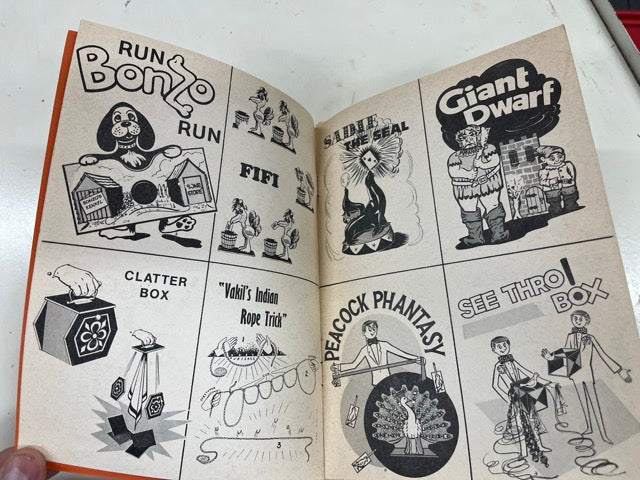 RUN
Bonzo
RUN
FIFI
SADIE
THE SEAL
Giant
Dwarf
CLATTER
BOX
"Vakil's Indian
Rope Trick"
3
PEACOCK PHANTASY
SEE THRO'
BOX